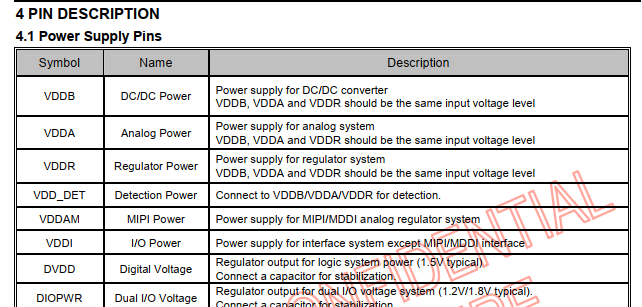 4 PIN DESCRIPTION
4.1 Power Supply Pins
Symbol Name Description
VDDB DC/DC Power Power supply for DC/DC converter
VDDB, VDDA and VDDR should be the same input voltage level
VDDA Analog Power Power supply for analog system
VDDB, VDDA and VDDR should be the same input voltage level
VDDR Regulator Power Power supply for regulator system
VDDB, VDDA and VDDR should be the same input voltage level
VDD_DET Detection Power Connect to VDDB/VDDA/VDDR for detection.
VDDAM MIPI Power Power supply for MIPI/MDDI analog regulator system
VDDI I/O Power Power supply for interface system except MIPI/MDDI interface
DVDD Digital Voltage Regulator output for logic system power (1.5V typical)
Connect a capacitor for stabilization.
DIOPWR Dual I/O Voltage Regulator output for dual I/O voltage system (1.2V/1.8V typical).
Connect a capacitor for stabilization.